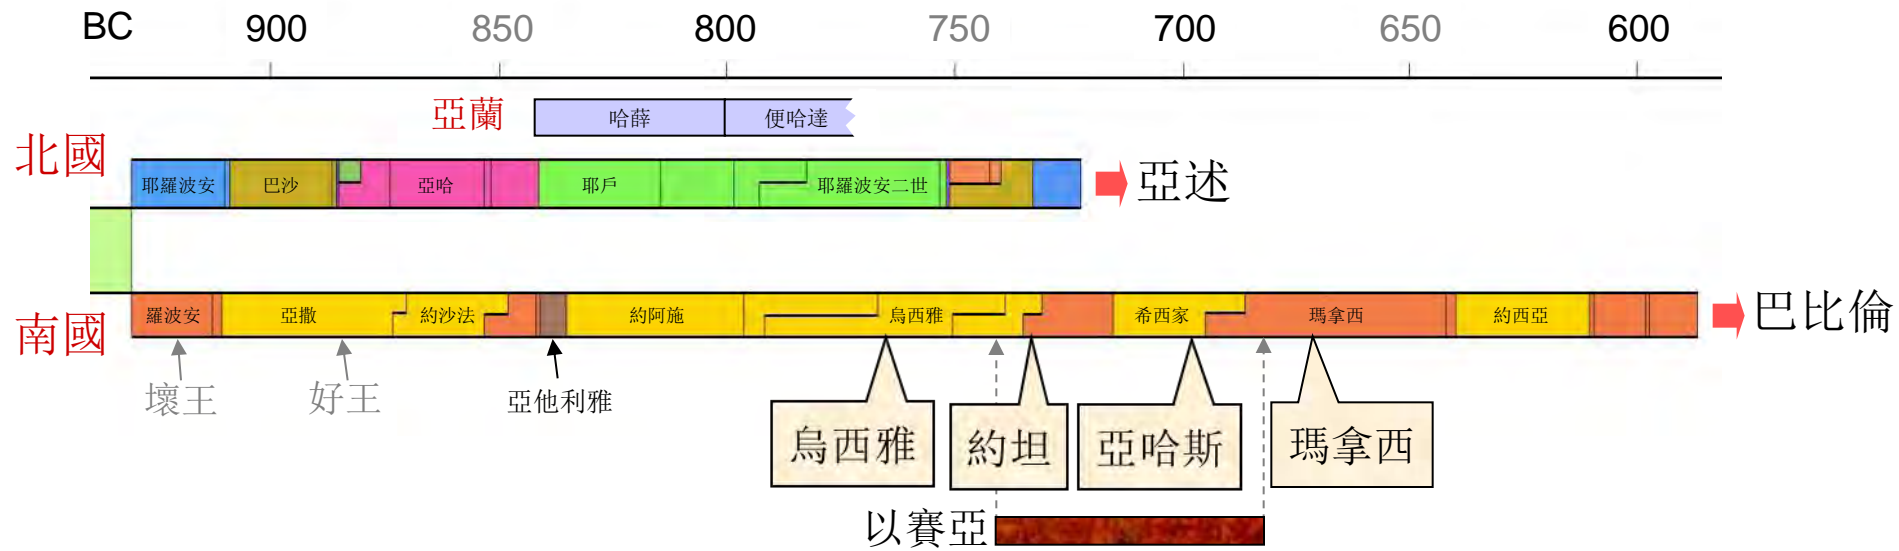 BC 900 850 800 750 700 650 600
亞蘭 哈薛 便哈達
北國
耶羅波安 巴沙 亞哈 耶戶 耶羅波安二世 亞述
南國
羅波安 亞撒 約沙法 約阿施 烏西雅 希西家 瑪拿西 約西亞 巴比倫
壞王 好王 亞他利雅
烏西雅 約坦 亞哈斯 瑪拿西
以賽亞